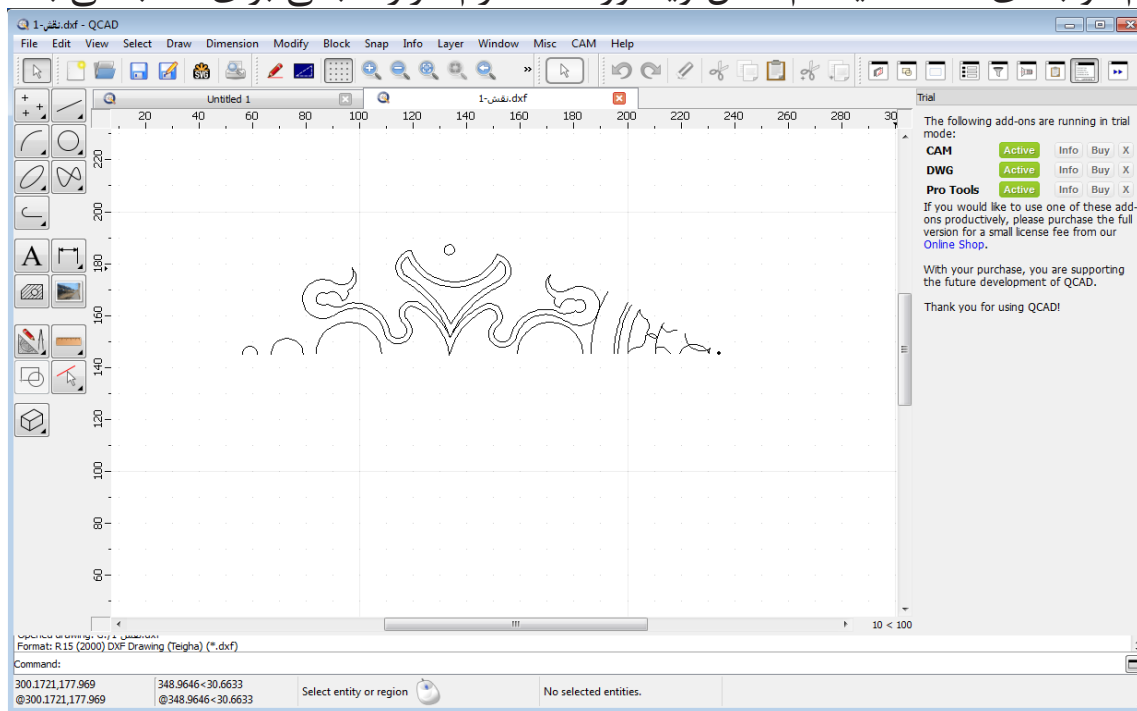 نقش-1.dxf - QCAD
File Edit View Select Draw Dimension Modify Block Snap Info Layer Window Misc CAM Help
Untitled 1
نقش-1.dxf
Trial
20 40 60 80 100 120 140 160 180 200 220 240 260 280 30
The following add-ons are running in trial
mode:
CAM Active Info Buy X
DWG Active Info Buy X
Pro Tools Active Info Buy X
If you would like to use one of these add-
ons productively, please purchase the full
version for a small license fee from our
Online Shop.
With your purchase, you are supporting
the future development of QCAD.
Thank you for using QCAD!
220
200
180
160
140
120
100
80
60
A
10 < 100
Format: R15 (2000) DXF Drawing (Teigha) (*.dxf)
Command:
300.1721,177.969
@300.1721,177.969
348.9646<30.6633
@348.9646<30.6633
Select entity or region
No selected entities.